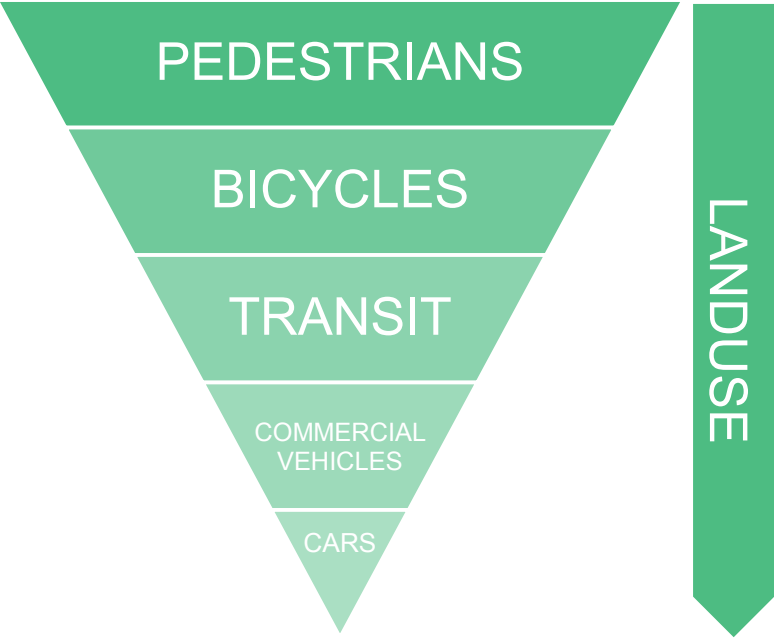 PEDESTRIANS
BICYCLES
TRANSIT
COMMERCIAL
VEHICLES
CARS
LANDUSE